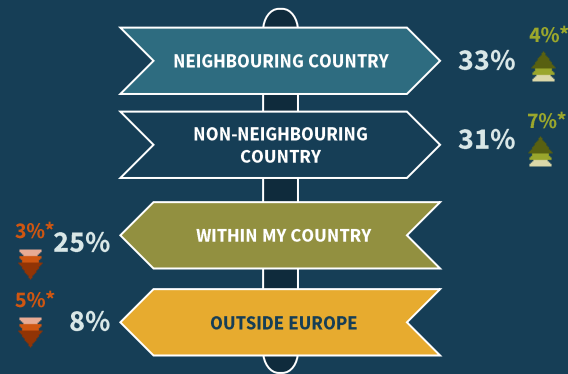 4%*
NEIGHBOURING COUNTRY
33%
7%*
NON-NEIGHBOURING
COUNTRY
31%
3%*
25%
WITHIN MY COUNTRY
5%*
8%
OUTSIDE EUROPE